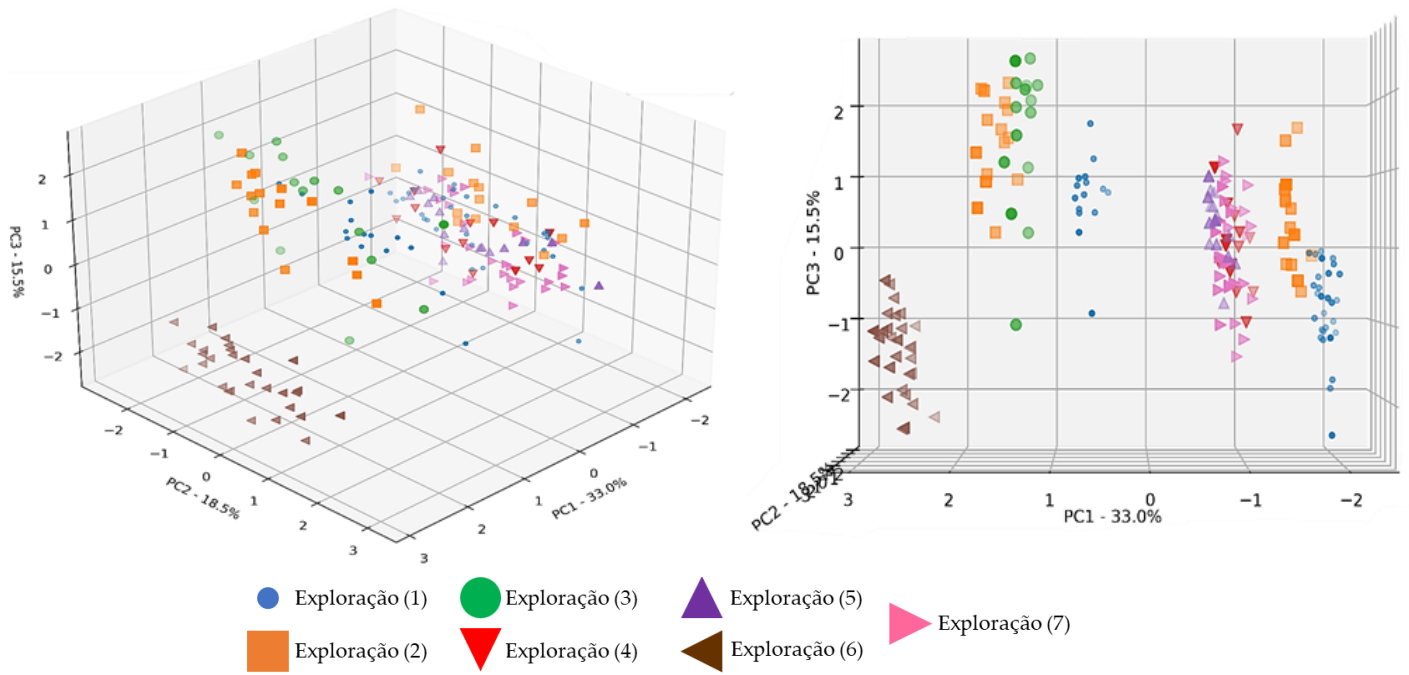 2
1
0
−1
−2
PC3 - 15.5%
−2
−1
0
1
2
3
PC2 - 18.5%
3
2
1
0
−1
−2
PC1 - 33.0%
2
1
0
−1
−2
PC3 - 15.5%
PC2 - 18.5%
3
2
1
0
−1
−2
PC1 - 33.0%
Exploração (1)
Exploração (3)
Exploração (5)
Exploração (7)
Exploração (2)
Exploração (4)
Exploração (6)